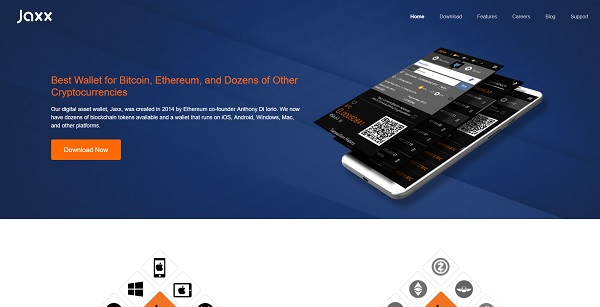 Jaxx
Home Download Features Careers Blog Support
Best Wallet for Bitcoin, Ethereum, and Dozens of Other
Cryptocurrencies
Our digital asset wallet, Jaxx, was created in 2014 by Ethereum co-founder Anthony Di Iorio. We now
have dozens of blockchain tokens available and a wallet that runs on iOS, Android, Windows, Mac,
and other platforms.
Download Now